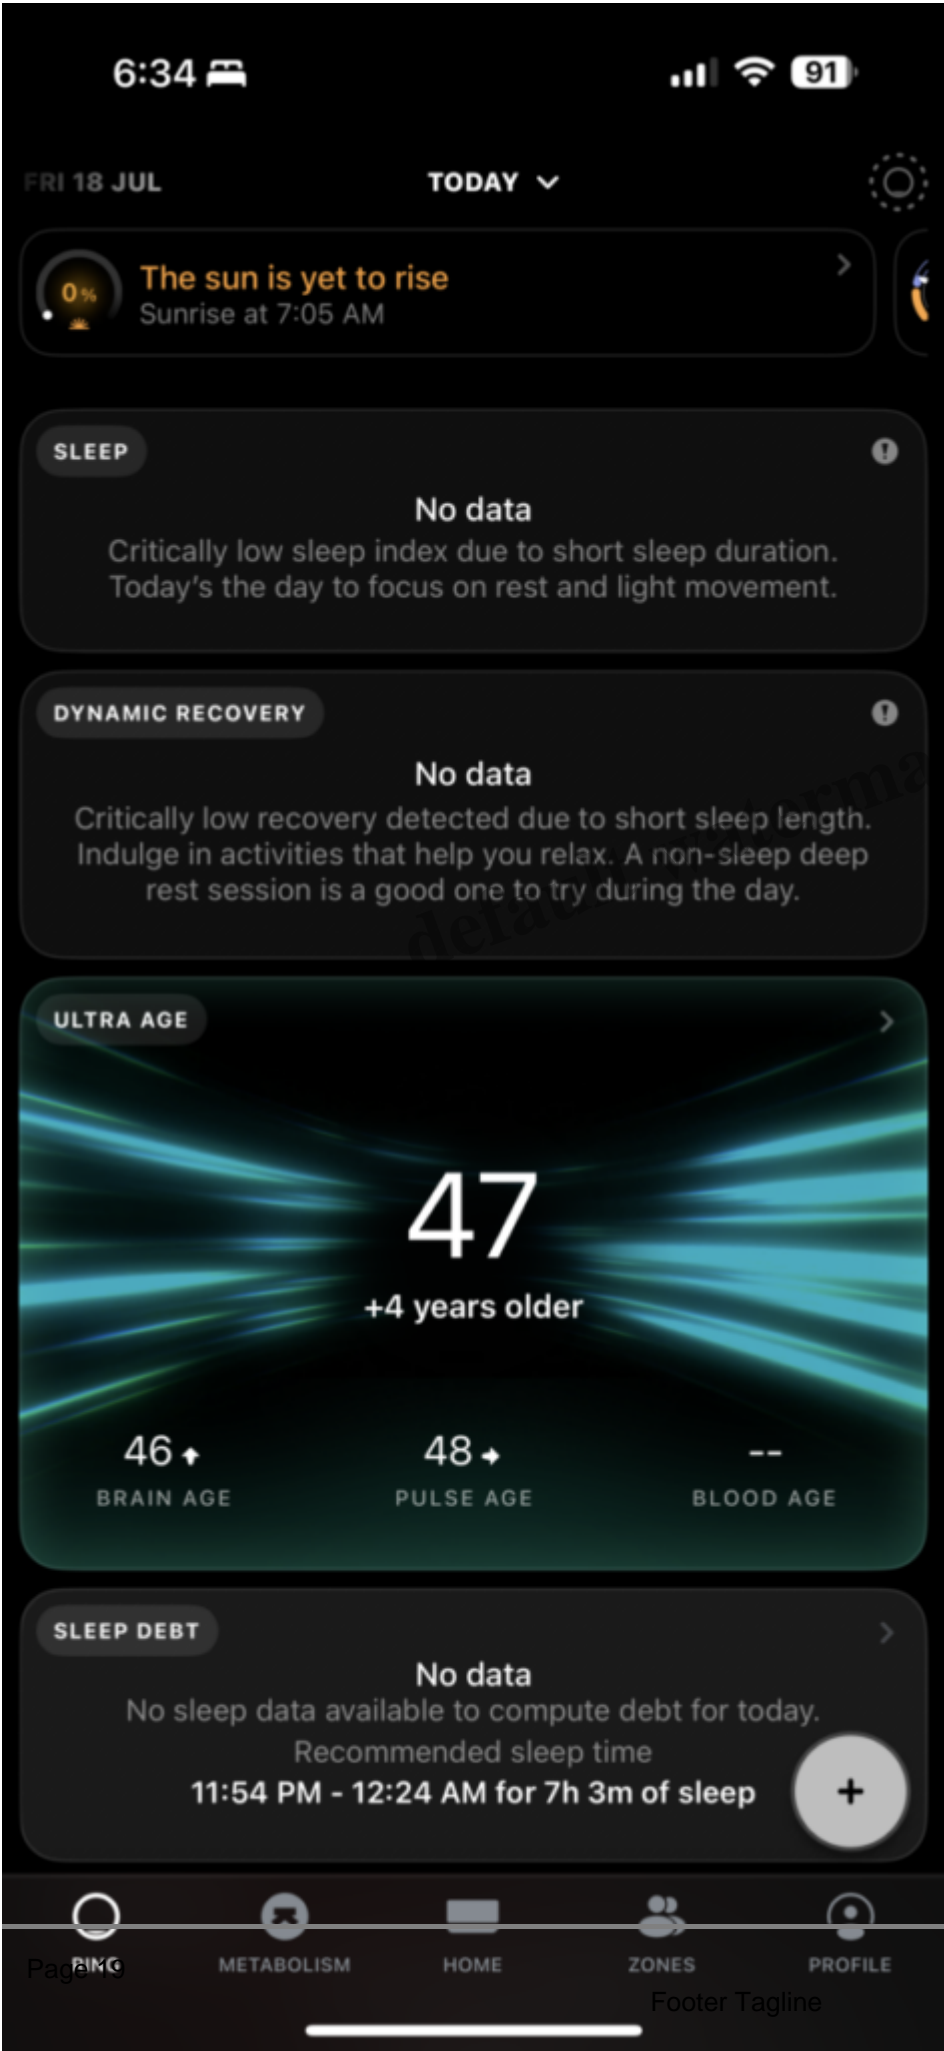 6:34
91
FRI 18 JUL
TODAY
0%
The sun is yet to rise
Sunrise at 7:05 AM
SLEEP
No data
Critically low sleep index due to short sleep duration.
Today's the day to focus on rest and light movement.
DYNAMIC RECOVERY
No data
Critically low recovery detected due to short sleep length.
Indulge in activities that help you relax. A non-sleep deep
rest session is a good one to try during the day.
default waterma
ULTRA AGE
47
+4 years older
46 48 --
BRAIN AGE PULSE AGE BLOOD AGE
SLEEP DEBT
No data
No sleep data available to compute debt for today.
Recommended sleep time
11:54 PM - 12:24 AM for 7h 3m of sleep
+
RING METABOLISM HOME ZONES PROFILE
Page 19
Footer Tagline